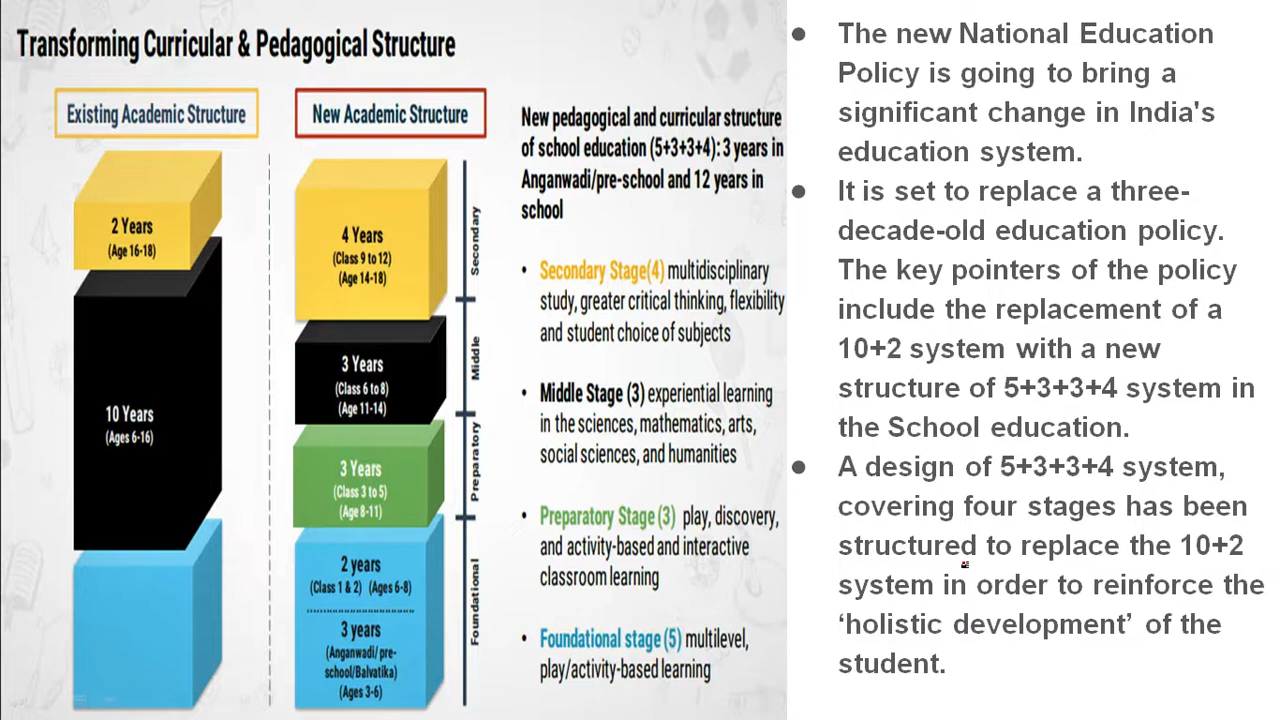 Transforming Curricular & Pedagogical Structure
Existing Academic Structure
2 Years
(Age 16-18)
10 Years
(Ages 6-16)
New Academic Structure
4 Years
(Class 9 to 12)
(Age 14-18)
3 Years
(Class 6 to 8)
(Age 11-14)
3 Years
(Class 3 to 5)
(Age 8-11)
2 years
(Class 1 & 2) (Ages 6-8)
3 years
(Anganwadi/ pre-
school/Balvatika)
(Ages 3-6)
Secondary
Middle
Preparatory
Foundational
New pedagogical and curricular structure
of school education (5+3+3+4): 3 years in
Anganwadi/pre-school and 12 years in
school
• Secondary Stage(4) multidisciplinary
study, greater critical thinking, flexibility
and student choice of subjects
• Middle Stage (3) experiential learning
in the sciences, mathematics, arts,
social sciences, and humanities
• Preparatory Stage (3) play, discovery,
and activity-based and interactive
classroom learning
• Foundational stage (5) multilevel,
play/activity-based learning
● The new National Education
Policy is going to bring a
significant change in India's
education system.
● It is set to replace a three-
decade-old education policy.
The key pointers of the policy
include the replacement of a
10+2 system with a new
structure of 5+3+3+4 system in
the School education.
● A design of 5+3+3+4 system,
covering four stages has been
structured to replace the 10+2
system in order to reinforce the
‘holistic development’ of the
student.